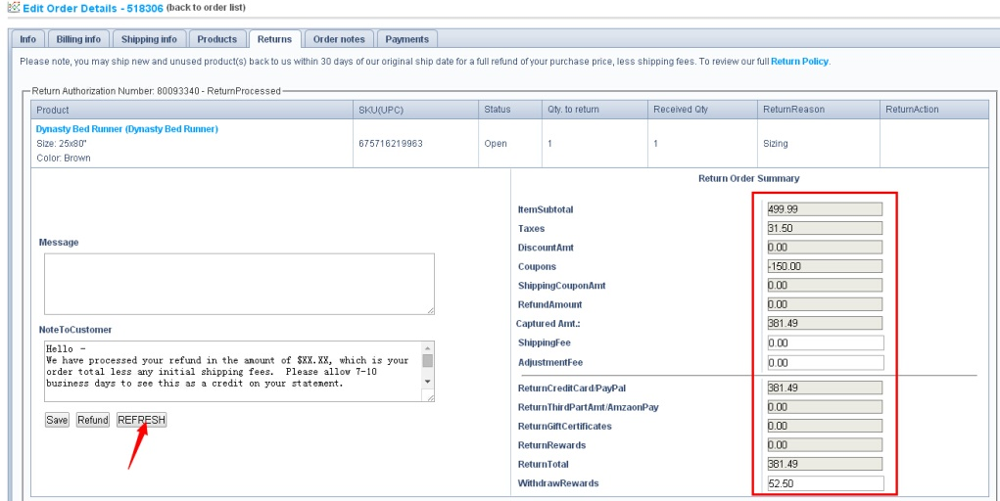 Edit Order Details - 518306 (back to order list)
Info Billing info Shipping info Products Returns Order notes Payments
Please note, you may ship new and unused product(s) back to us within 30 days of our original ship date for a full refund of your purchase price, less shipping fees. To review our full Return Policy.
Return Authorization Number: 80093340 - ReturnProcessed
Product SKU(UPC) Status Qty. to return Received Qty ReturnReason ReturnAction
Dynasty Bed Runner (Dynasty Bed Runner)
Size: 25x80"
Color: Brown
675716219963 Open 1 1 Sizing
Message
NoteToCustomer
Hello -
We have processed your refund in the amount of $XX.XX, which is your
order total less any initial shipping fees.  Please allow 7-10
business days to see this as a credit on your statement.
Save Refund REFRESH
Return Order Summary
ItemSubtotal 499.99
Taxes 31.50
DiscountAmt 0.00
Coupons -150.00
ShippingCouponAmt 0.00
RefundAmount 0.00
Captured Amt.: 381.49
ShippingFee 0.00
AdjustmentFee 0.00
ReturnCreditCard/PayPal 381.49
ReturnThirdPartAmt/AmzaonPay 0.00
ReturnGiftCertificates 0.00
ReturnRewards 0.00
ReturnTotal 381.49
WithdrawRewards 52.50